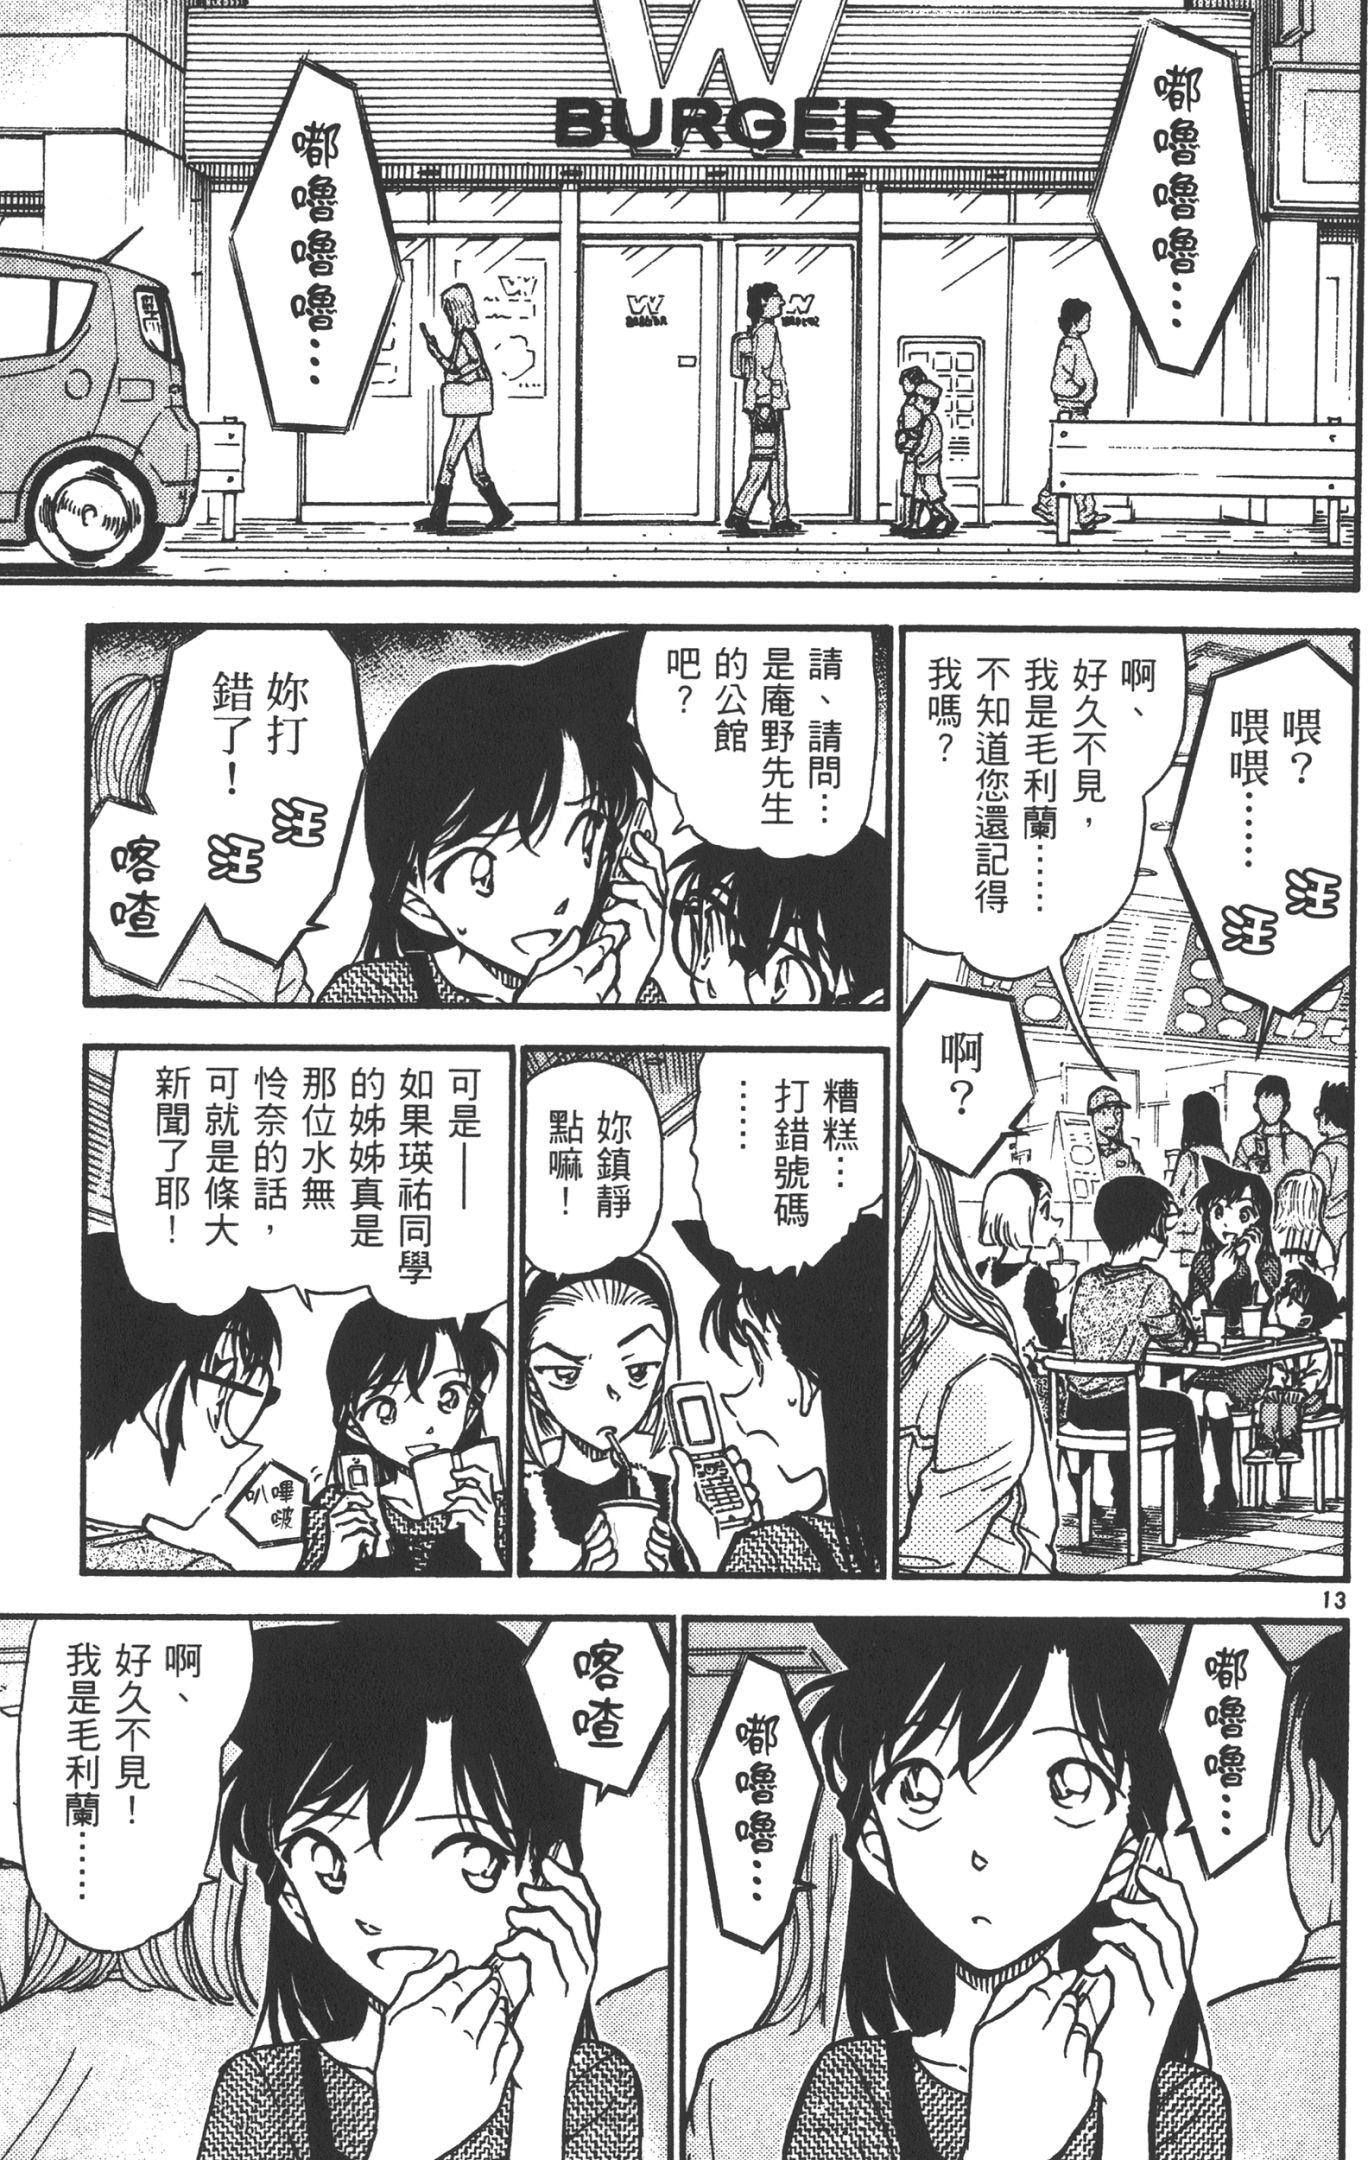 W
BURGER
嘟嚕嚕嚕…
嘟嚕嚕嚕嚕…
W
BURGER
W
BURGER
W
喂？
喂喂……
汪
汪
啊、
好久不見，
我是毛利蘭……
不知道您還記得
我嗎？
啊？
請、請問…
是庵野先生
的公館
吧？
妳打
錯了！
汪
汪
喀喳
糟糕…
打錯號碼
……
妳鎮靜
點嘛！
可是——
如果瑛祐同學
的姊姊真是
那位水無
怜奈的話，
可就是條大
新聞了耶！
嗶啵
叭
13
嘟嚕嚕…
嘟嚕嚕…
喀喳
啊、
好久不見！
我是毛利蘭……